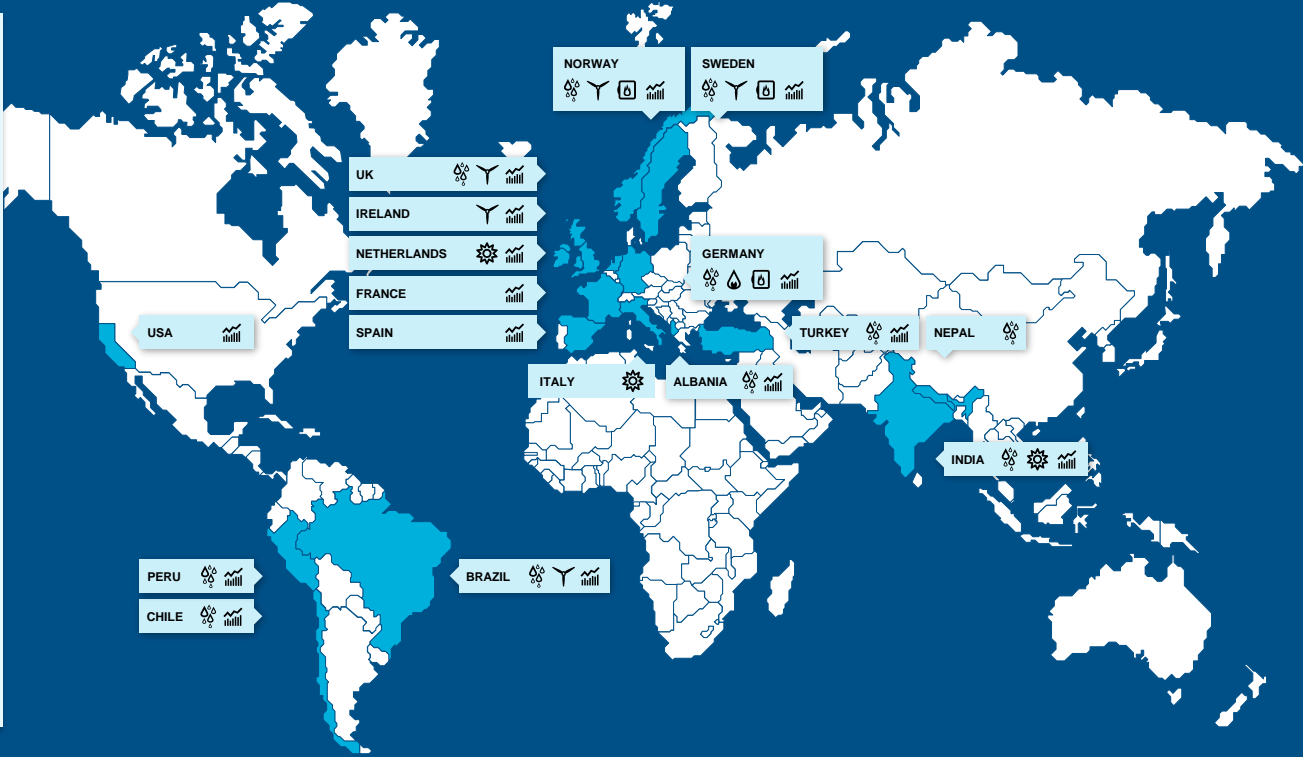 NORWAY
SWEDEN
UK
IRELAND
NETHERLANDS
GERMANY
FRANCE
USA
SPAIN
TURKEY
NEPAL
ITALY
ALBANIA
INDIA
PERU
BRAZIL
CHILE